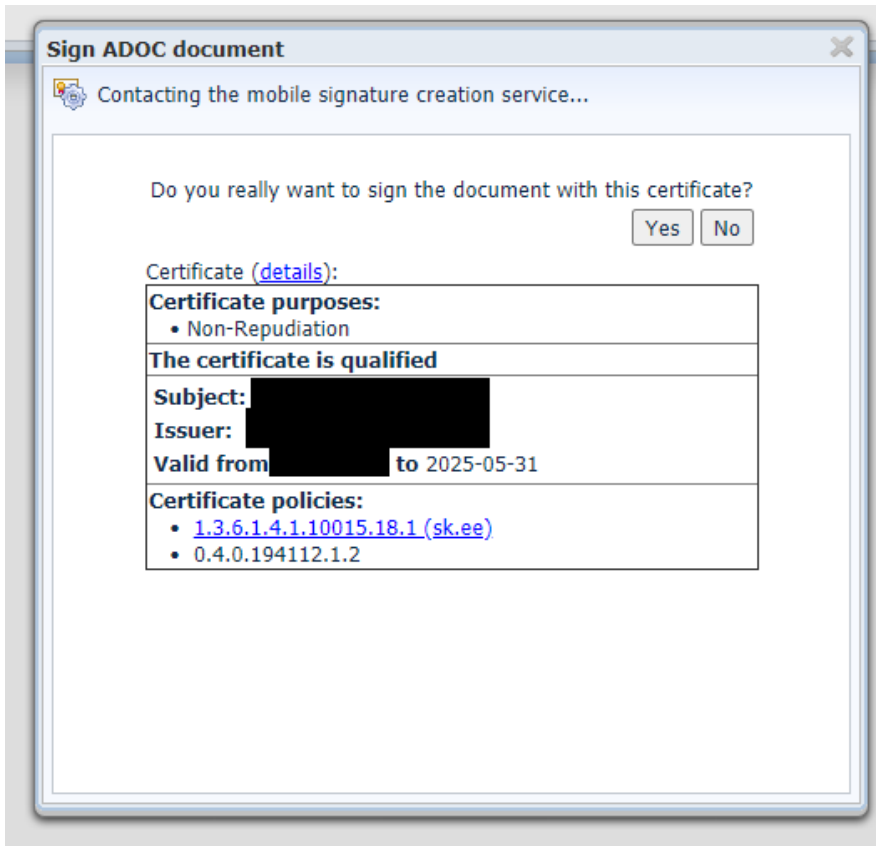 Sign ADOC document
Contacting the mobile signature creation service...
Do you really want to sign the document with this certificate?
Yes No
Certificate (details):
Certificate purposes:
• Non-Repudiation
The certificate is qualified
Subject:
Issuer:
Valid from to 2025-05-31
Certificate policies:
• 1.3.6.1.4.1.10015.18.1 (sk.ee)
• 0.4.0.194112.1.2